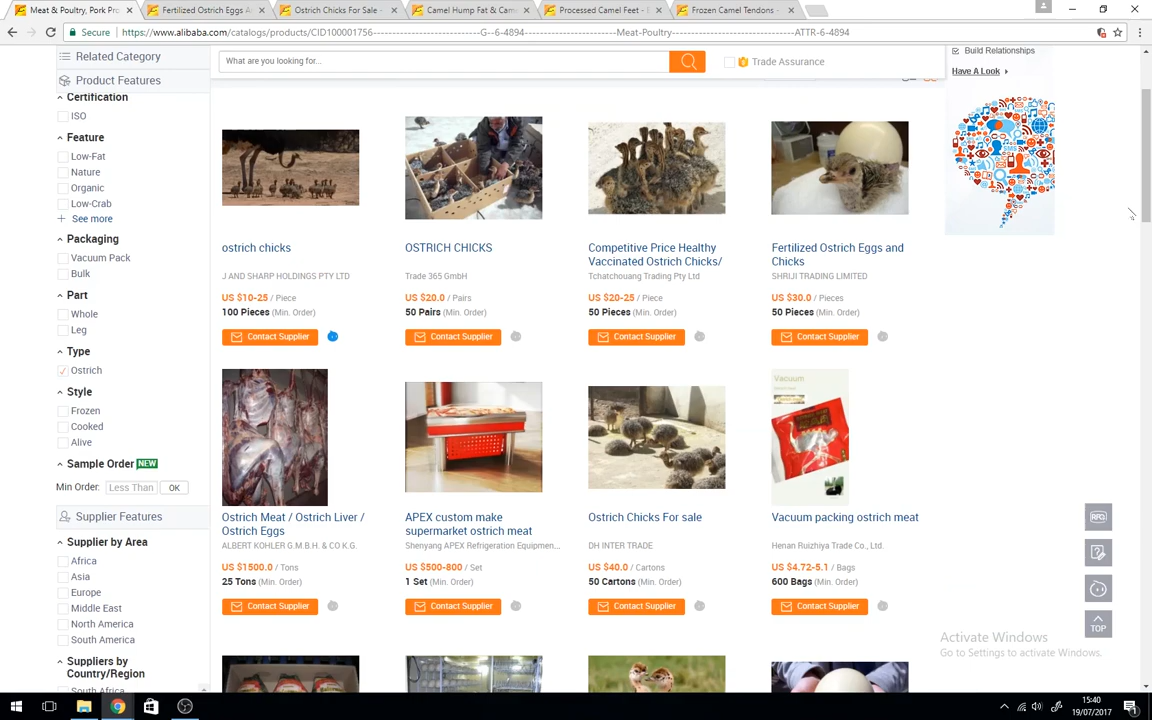 Meat & Poultry, Pork Pro
Fertilized Ostrich Eggs A
Ostrich Chicks For Sale -
Camel Hump Fat & Cam
Processed Camel Feet - B
Frozen Camel Tendons -
Secure
https://www.alibaba.com/catalogs/products/CID100001756--------------------------------G--6-4894-----------------------Meat-Poultry-----------------------------ATTR-6-4894
Related Category
Product Features
Certification
ISO
Feature
Low-Fat
Nature
Organic
Low-Crab
See more
Packaging
Vacuum Pack
Bulk
Part
Whole
Leg
Type
Ostrich
Style
Frozen
Cooked
Alive
Sample Order NEW
Min Order: Less Than OK
Supplier Features
Supplier by Area
Africa
Asia
Europe
Middle East
North America
South America
Suppliers by
Country/Region
South Africa
What are you looking for...
Trade Assurance
Build Relationships
Have A Look
SMS
ostrich chicks
J AND SHARP HOLDINGS PTY LTD
US $10-25 / Piece
100 Pieces (Min. Order)
Contact Supplier
OSTRICH CHICKS
Trade 365 GmbH
US $20.0 / Pairs
50 Pairs (Min. Order)
Contact Supplier
Competitive Price Healthy
Vaccinated Ostrich Chicks/
Tchatchouang Trading Pty Ltd
US $20-25 / Piece
50 Pieces (Min. Order)
Contact Supplier
Fertilized Ostrich Eggs and
Chicks
SHRIJI TRADING LIMITED
US $30.0 / Pieces
50 Pieces (Min. Order)
Contact Supplier
Vacuum
Ostrich Meat / Ostrich Liver /
Ostrich Eggs
ALBERT KOHLER G.M.B.H. & CO K.G.
US $1500.0 / Tons
25 Tons (Min. Order)
Contact Supplier
APEX custom make
supermarket ostrich meat
Shenyang APEX Refrigeration Equipmen...
US $500-800 / Set
1 Set (Min. Order)
Contact Supplier
Ostrich Chicks For sale
DH INTER TRADE
US $40.0 / Cartons
50 Cartons (Min. Order)
Contact Supplier
Vacuum packing ostrich meat
Henan Ruizhiya Trade Co., Ltd.
US $4.72-5.1 / Bags
600 Bags (Min. Order)
Contact Supplier
RFQ
TOP
Activate Windows
Go to Settings to activate Windows.
15:40
19/07/2017